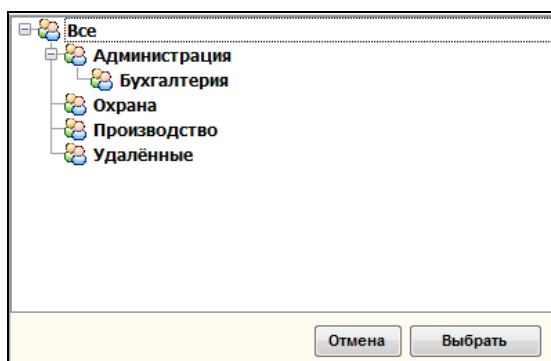 Все
Администрация
Бухгалтерия
Охрана
Производство
Удалённые
Отмена
Выбрать